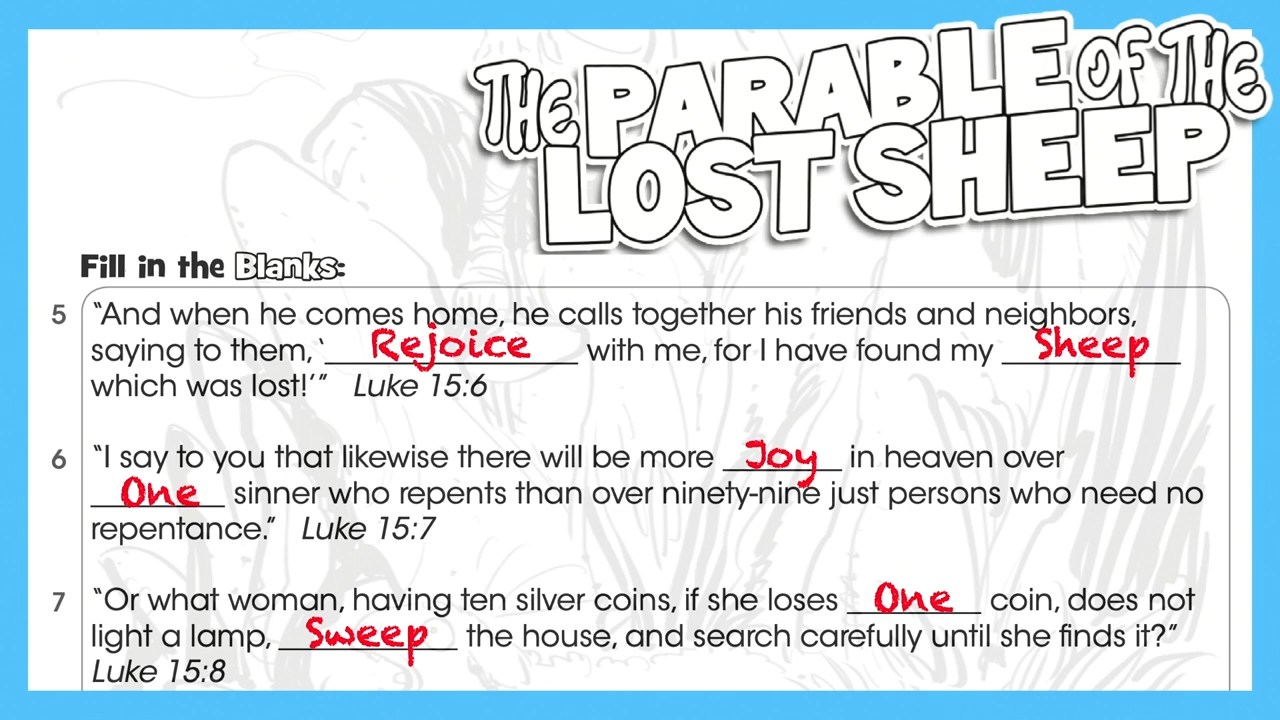 THE PARABLE OF THE
LOST SHEEP
Fill in the Blanks:
5 “And when he comes home, he calls together his friends and neighbors,
saying to them, ‘ Rejoice with me, for I have found my Sheep
which was lost!’” Luke 15:6
6 “I say to you that likewise there will be more Joy in heaven over
One sinner who repents than over ninety-nine just persons who need no
repentance.” Luke 15:7
7 “Or what woman, having ten silver coins, if she loses One coin, does not
light a lamp, Sweep the house, and search carefully until she finds it?”
Luke 15:8